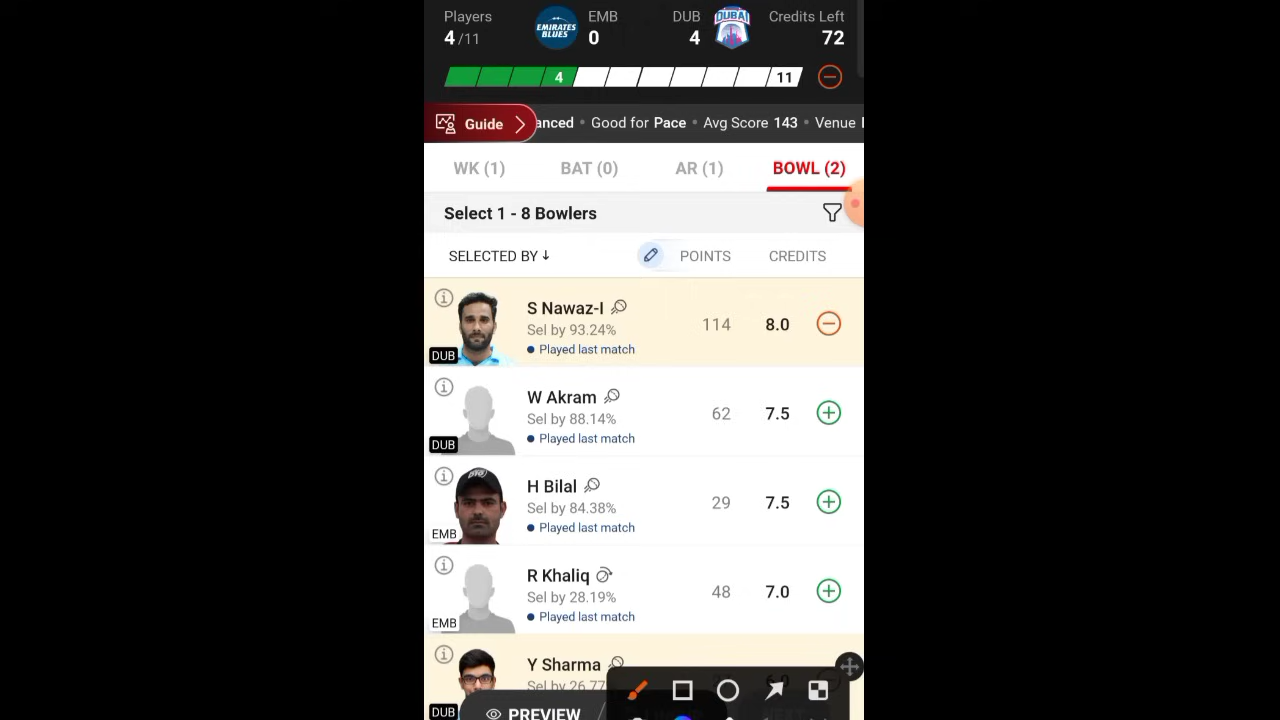 Players EMB DUB Credits Left
4/11 EMIRATES BLUES 0 4 DUBAI 72
4 11
Guide anced • Good for Pace • Avg Score 143 • Venue
WK (1) BAT (0) AR (1) BOWL (2)
Select 1 - 8 Bowlers
SELECTED BY ↓ POINTS CREDITS
S Nawaz-I
Sel by 93.24% 114 8.0
DUB • Played last match
W Akram
Sel by 88.14% 62 7.5
DUB • Played last match
H Bilal
Sel by 84.38% 29 7.5
EMB • Played last match
R Khaliq
Sel by 28.19% 48 7.0
EMB • Played last match
Y Sharma
Sel by 26.77
DUB PREVIEW